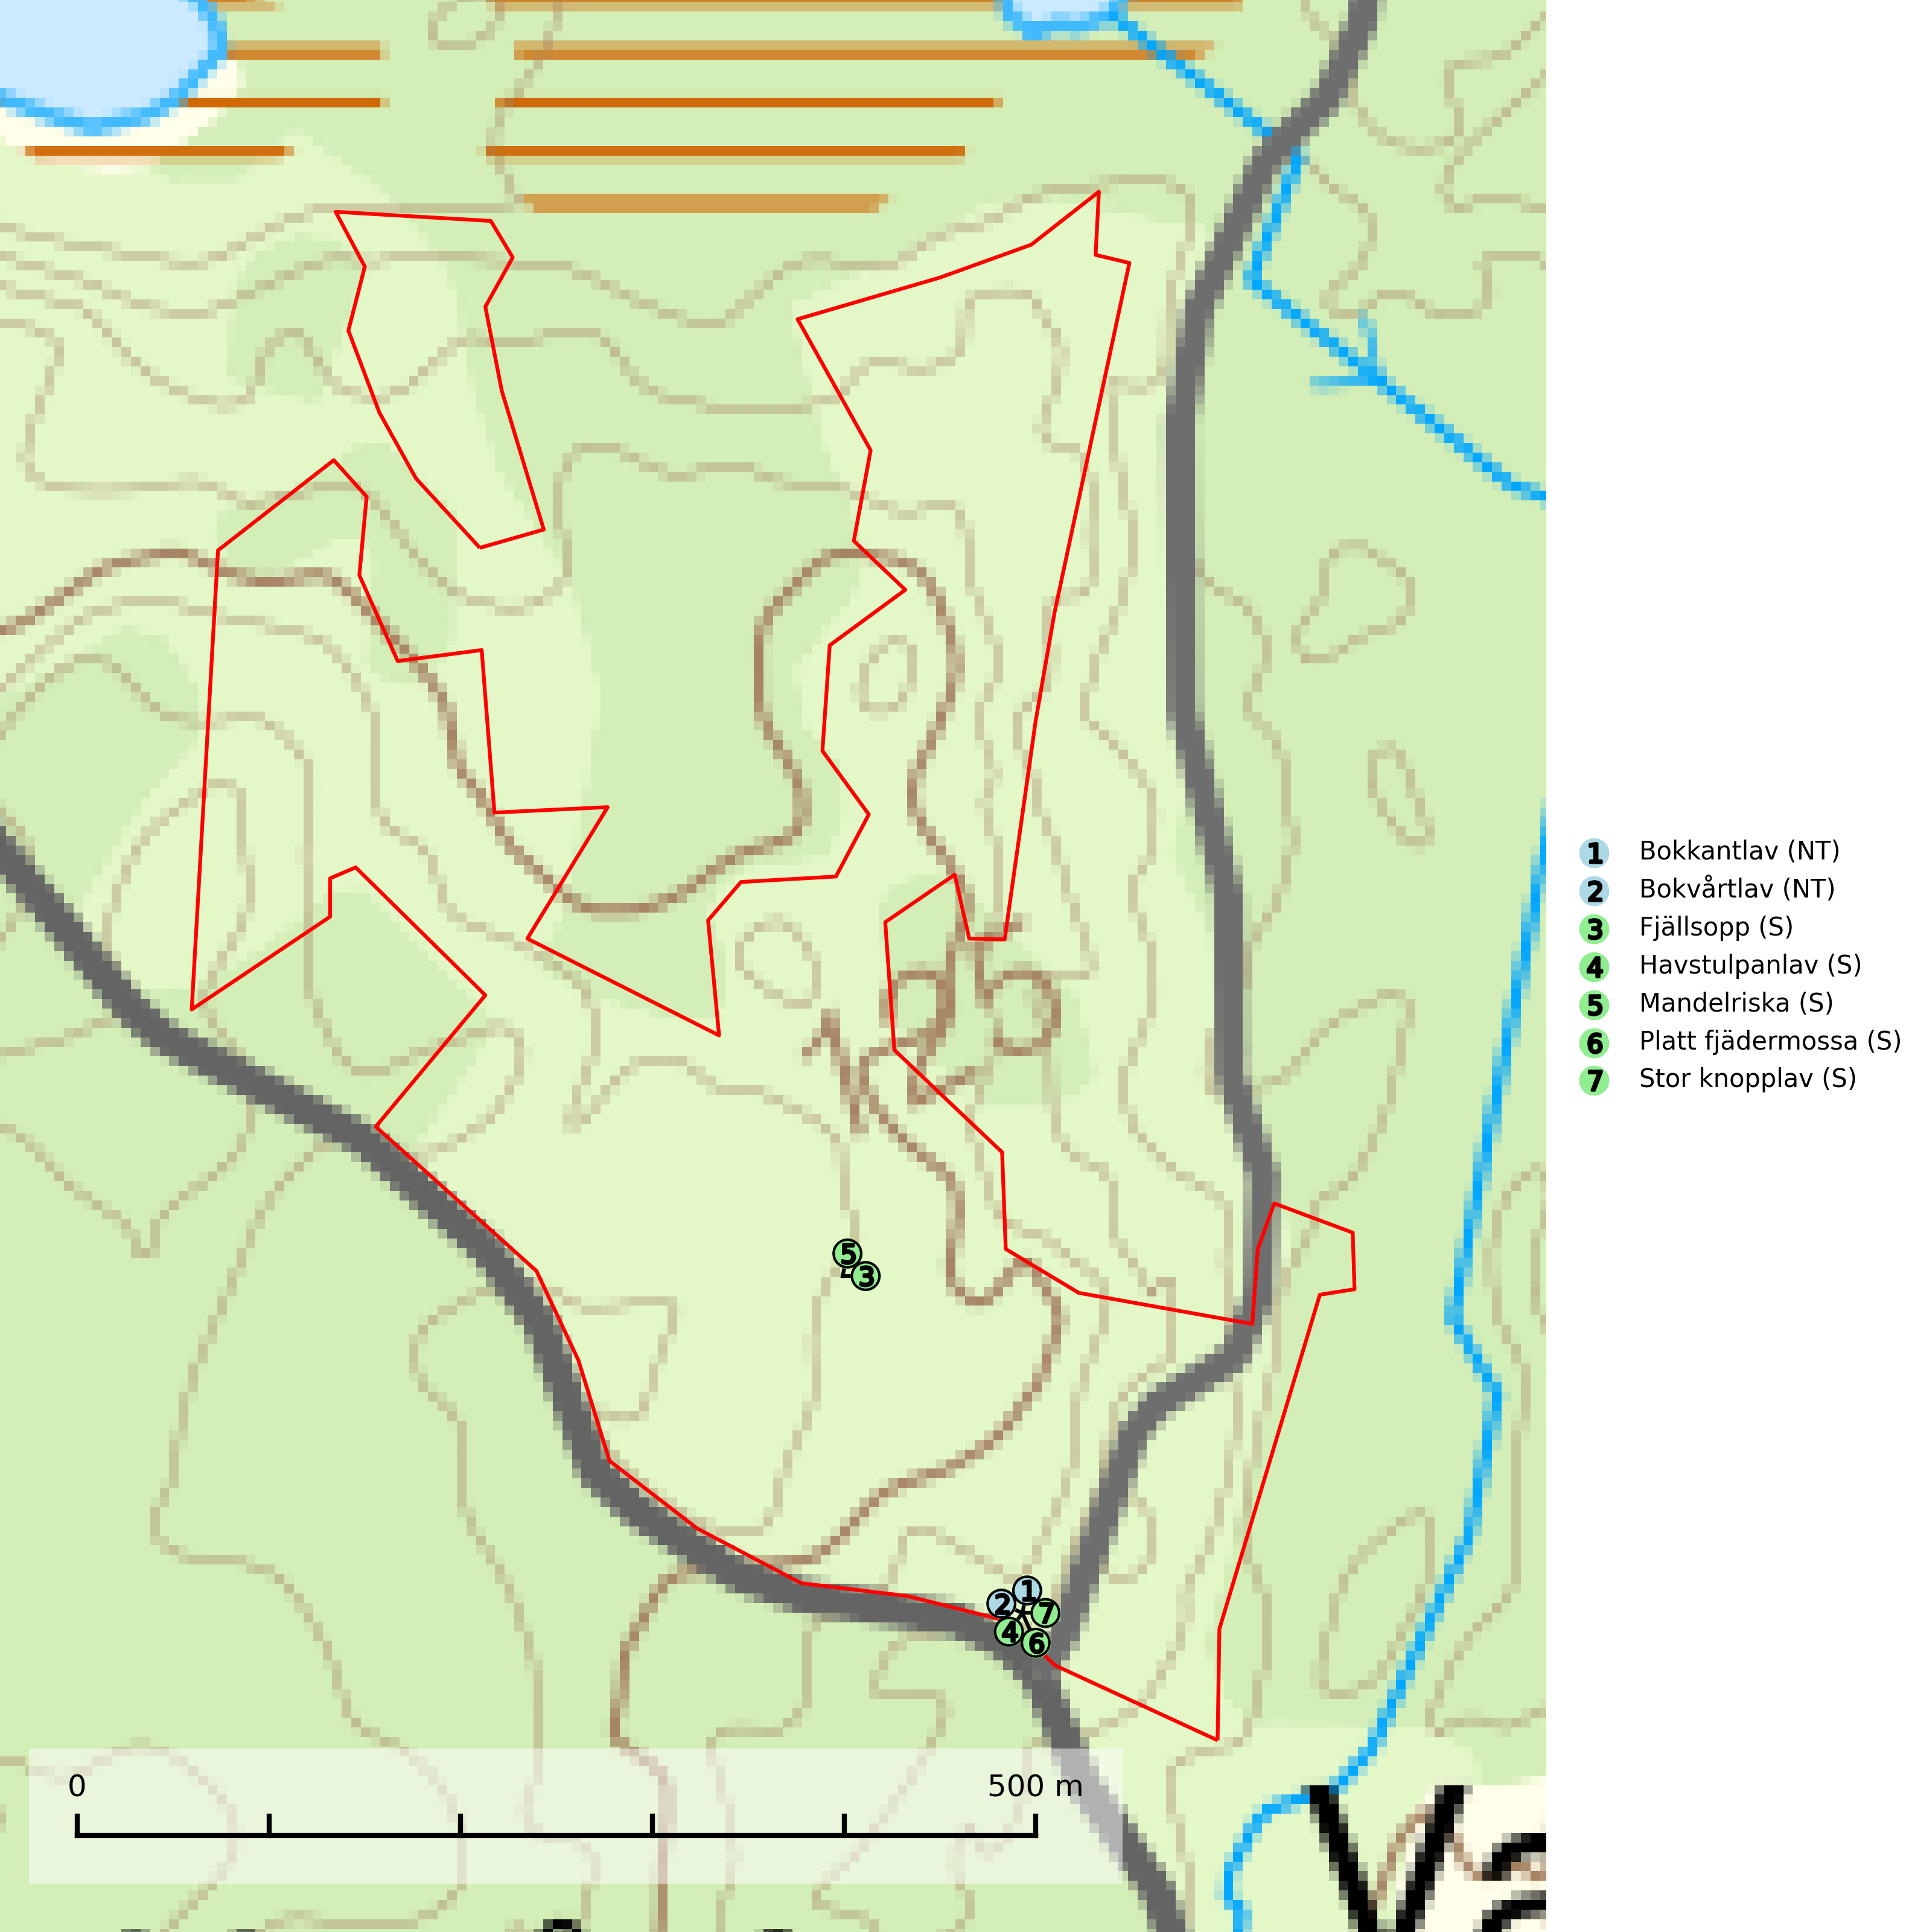 1 Bokkantlav (NT)
2 Bokvårtlav (NT)
3 Fjällsopp (S)
4 Havstulpanlav (S)
5 Mandelriska (S)
6 Platt fjädermossa (S)
7 Stor knopplav (S)
5
3
1
2
7
4
6
0 500 m